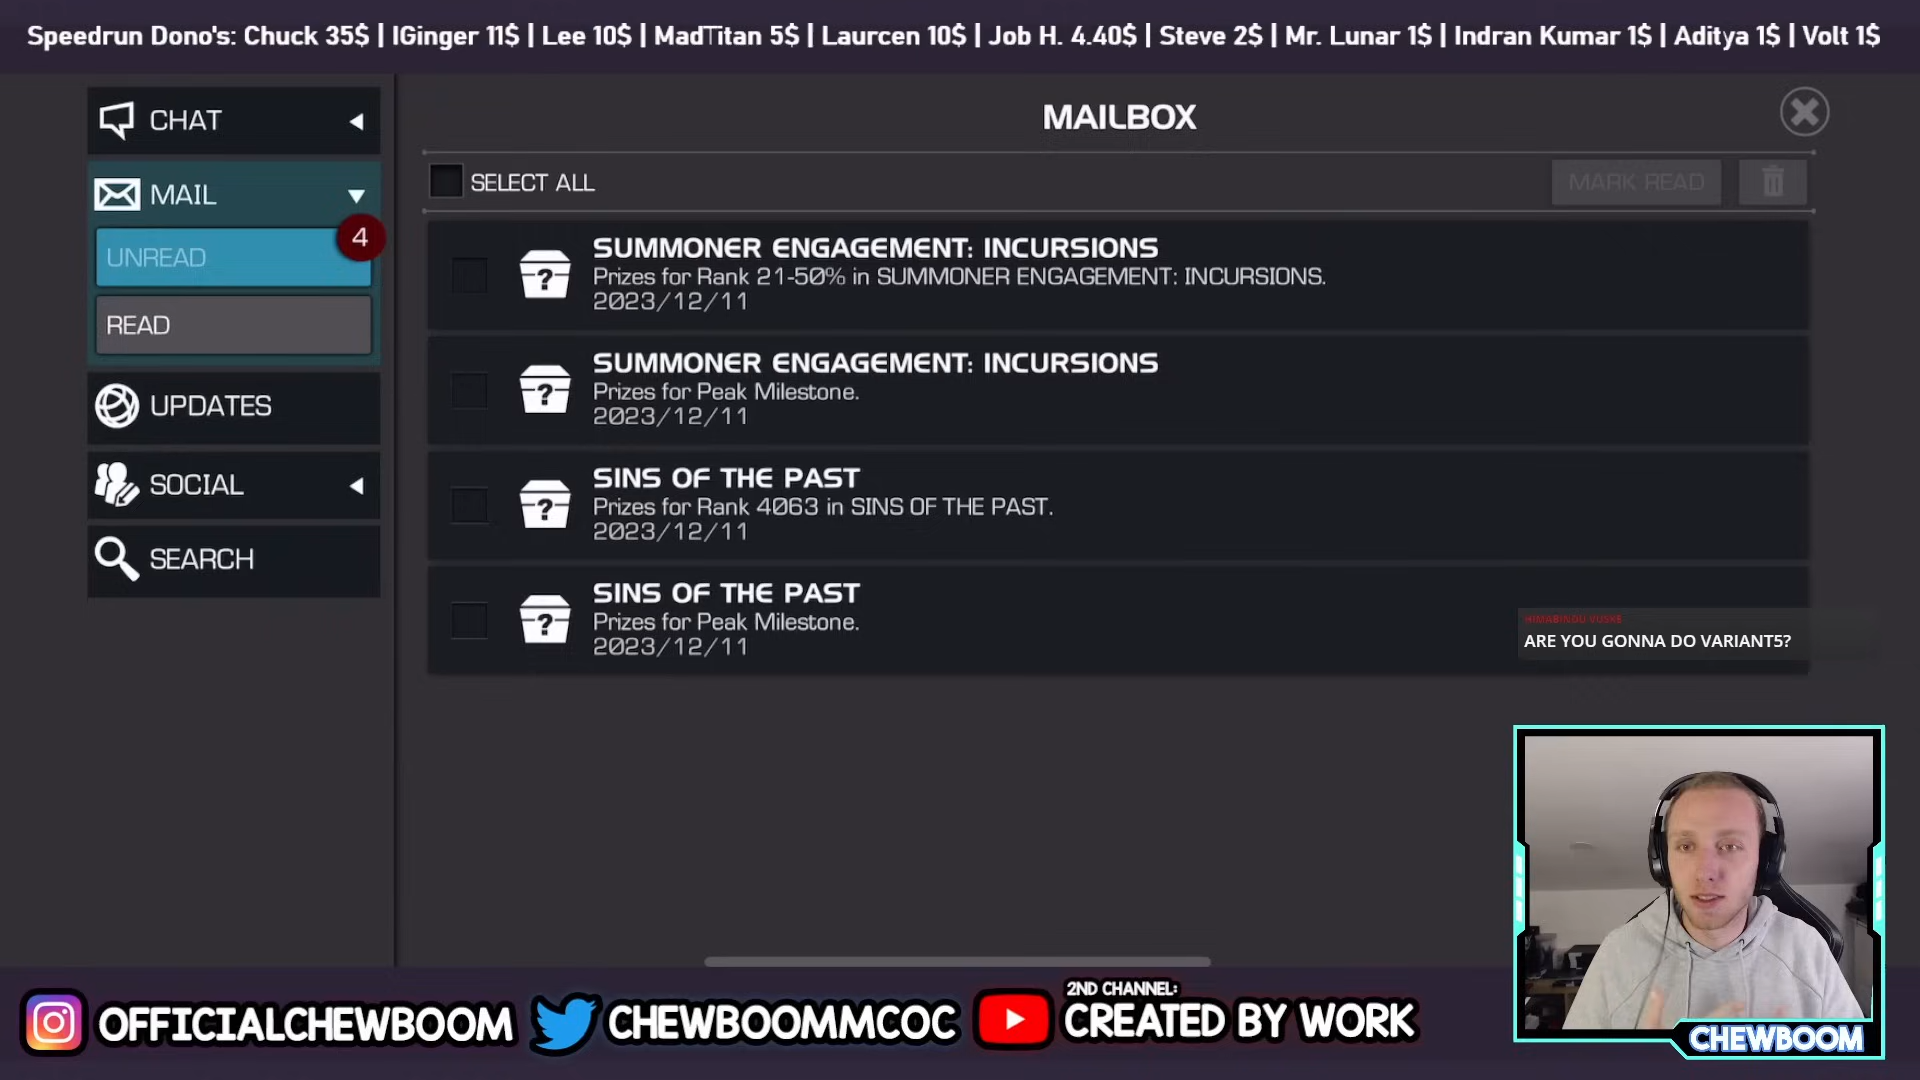 Speedrun Dono's: Chuck 35$ | IGinger 11$ | Lee 10$ | MadTitan 5$ | Laurcen 10$ | Job H. 4.40$ | Steve 2$ | Mr. Lunar 1$ | Indran Kumar 1$ | Aditya 1$ | Volt 1$
CHAT
MAIL
4
UNREAD
READ
UPDATES
SOCIAL
SEARCH
MAILBOX
SELECT ALL
MARK READ
SUMMONER ENGAGEMENT: INCURSIONS
Prizes for Rank 21-50% in SUMMONER ENGAGEMENT: INCURSIONS.
2023/12/11
SUMMONER ENGAGEMENT: INCURSIONS
Prizes for Peak Milestone.
2023/12/11
SINS OF THE PAST
Prizes for Rank 4063 in SINS OF THE PAST.
2023/12/11
SINS OF THE PAST
Prizes for Peak Milestone.
2023/12/11
HIMABINDU VUSKE
ARE YOU GONNA DO VARIANT5?
OFFICIALCHEWBOOM
CHEWBOOMMCOC
2ND CHANNEL:
CREATED BY WORK
CHEWBOOM